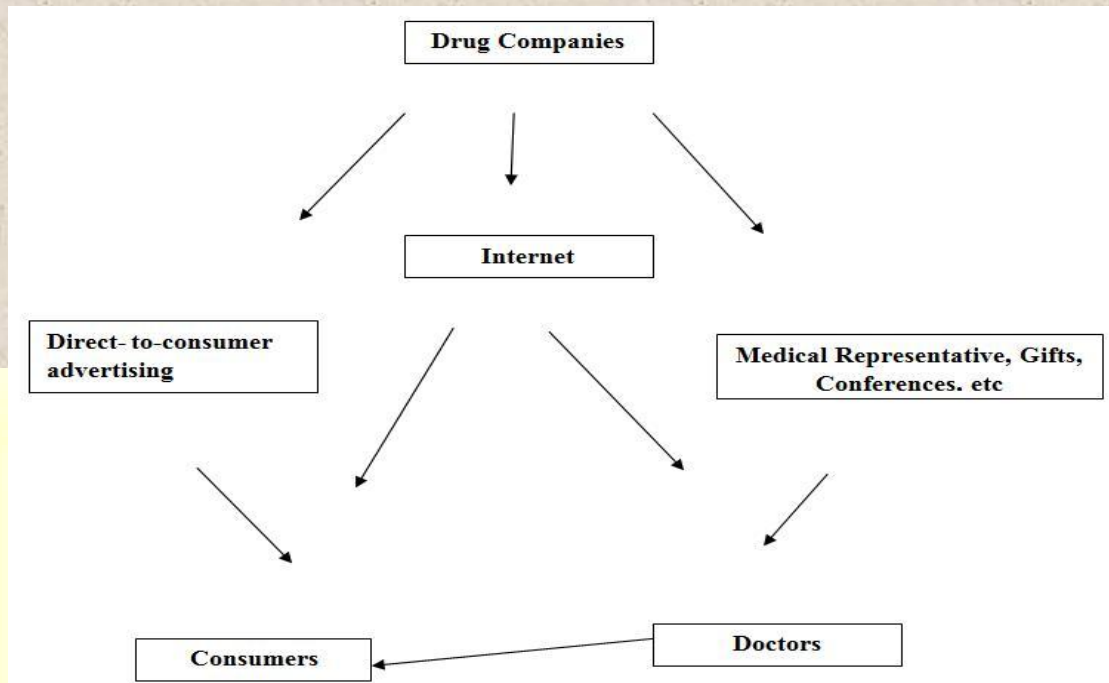 Drug Companies
Internet
Direct- to-consumer
advertising
Medical Representative, Gifts,
Conferences. etc
Consumers
Doctors